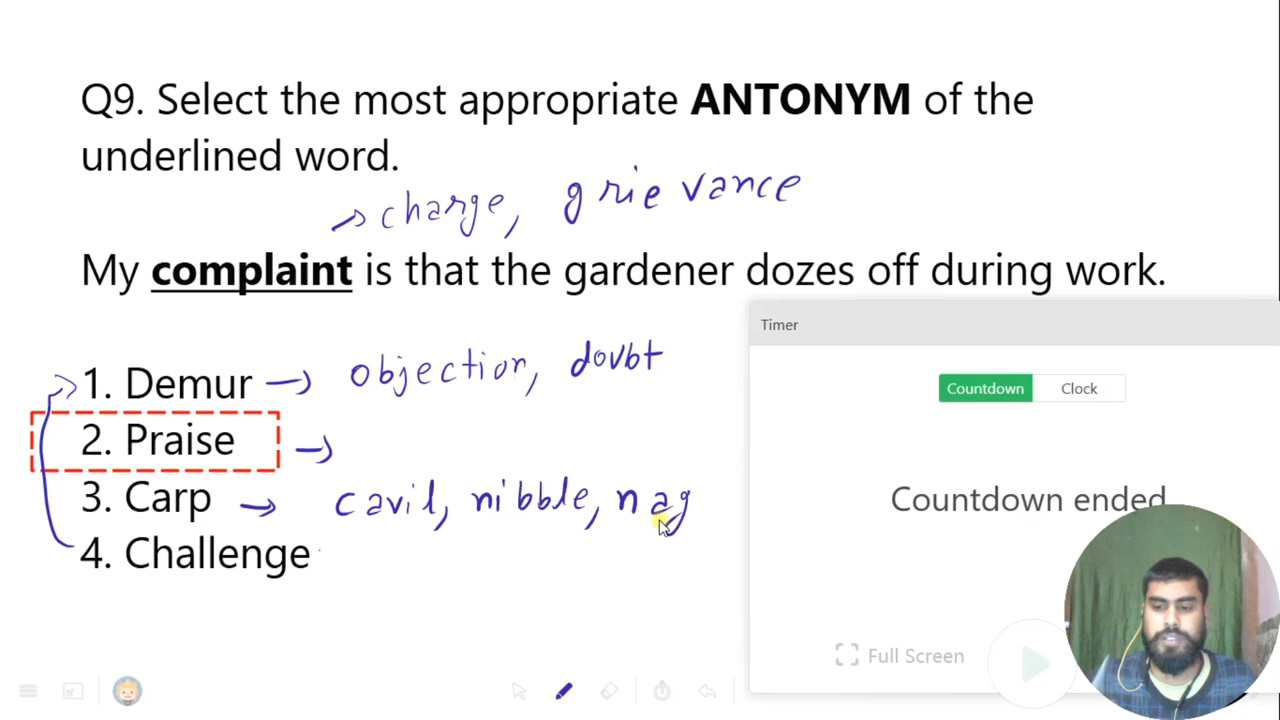 Q9. Select the most appropriate ANTONYM of the
underlined word.
charge, grievance
My complaint is that the gardener dozes off during work.
Timer
1. Demur → objection, doubt
Countdown Clock
2. Praise →
3. Carp → cavil, nibble, nag
Countdown ended
4. Challenge
Full Screen